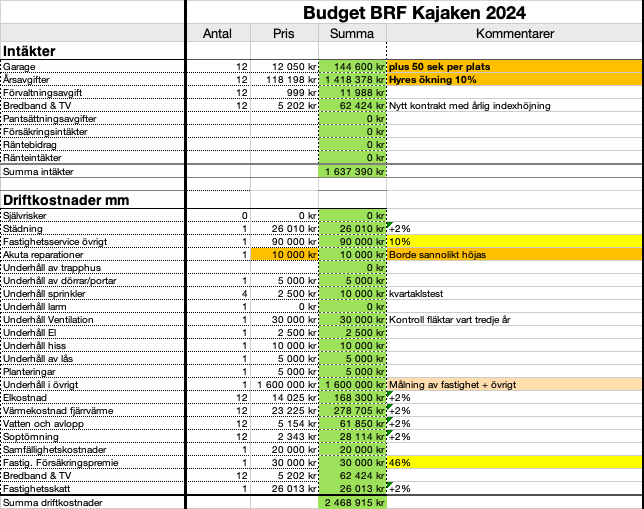 Budget BRF Kajaken 2024
Antal Pris Summa Kommentarer
Intäkter
Garage 12 12 050 kr 144 600 kr plus 50 sek per plats
Årsavgifter 12 118 198 kr 1 418 378 kr Hyres ökning 10%
Förvaltningsavgift 12 999 kr 11 988 kr
Bredband & TV 12 5 202 kr 62 424 kr Nytt kontrakt med årlig indexhöjning
Pantsättningsavgifter 0 kr
Försäkringsintäkter 0 kr
Räntebidrag 0 kr
Ränteintäkter 0 kr
Summa intäkter 1 637 390 kr
Driftkostnader mm
Självrisker 0 0 kr 0 kr
Städning 1 26 010 kr 26 010 kr +2%
Fastighetsservice övrigt 1 90 000 kr 90 000 kr 10%
Akuta reparationer 1 10 000 kr 10 000 kr Borde sannolikt höjas
Underhåll av trapphus 0 kr
Underhåll av dörrar/portar 1 5 000 kr 5 000 kr
Underhåll sprinkler 4 2 500 kr 10 000 kr kvartaklstest
Underhåll larm 1 0 kr 0 kr
Underhåll Ventilation 1 30 000 kr 30 000 kr Kontroll fläktar vart tredje år
Underhåll El 1 2 500 kr 2 500 kr
Underhåll hiss 1 10 000 kr 10 000 kr
Underhåll av lås 1 5 000 kr 5 000 kr
Planteringar 1 5 000 kr 5 000 kr
Underhåll i övrigt 1 1 600 000 kr 1 600 000 kr Målning av fastighet + övrigt
Elkostnad 12 14 025 kr 168 300 kr +2%
Värmekostnad fjärrvärme 12 23 225 kr 278 705 kr +2%
Vatten och avlopp 12 5 154 kr 61 850 kr +2%
Soptömning 12 2 343 kr 28 114 kr +2%
Samfällighetskostnader 1 20 000 kr 20 000 kr
Fastig. Försäkringspremie 1 30 000 kr 30 000 kr 46%
Bredband & TV 12 5 202 kr 62 424 kr
Fastighetsskatt 1 26 013 kr 26 013 kr +2%
Summa driftkostnader 2 468 915 kr